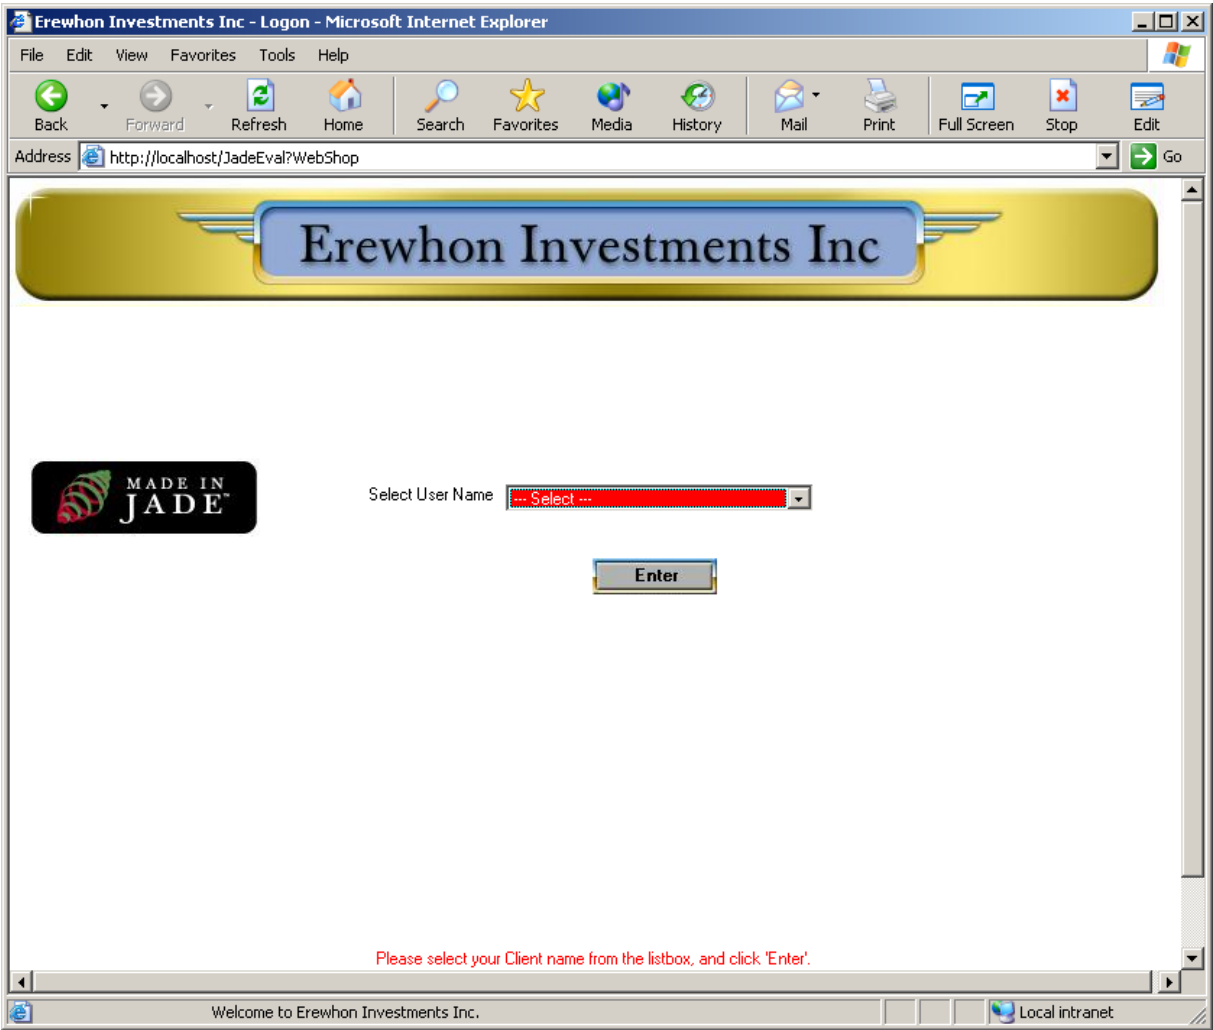 Erewhon Investments Inc - Logon - Microsoft Internet Explorer
File Edit View Favorites Tools Help
Back Forward Refresh Home Search Favorites Media History Mail Print Full Screen Stop Edit
Address http://localhost/JadeEval?WebShop Go
Erewhon Investments Inc
MADE IN
JADE™
Select User Name --- Select ---
Enter
Please select your Client name from the listbox, and click 'Enter'.
Welcome to Erewhon Investments Inc. Local intranet